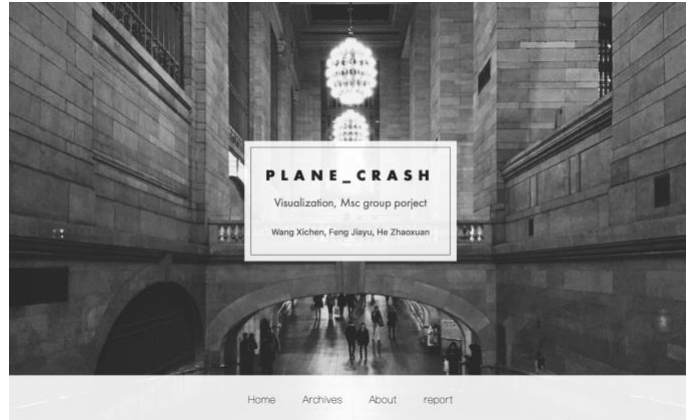 PLANE_CRASH
Visualization, Msc group porject
Wang Xichen, Feng Jiayu, He Zhaoxuan
Home Archives About report